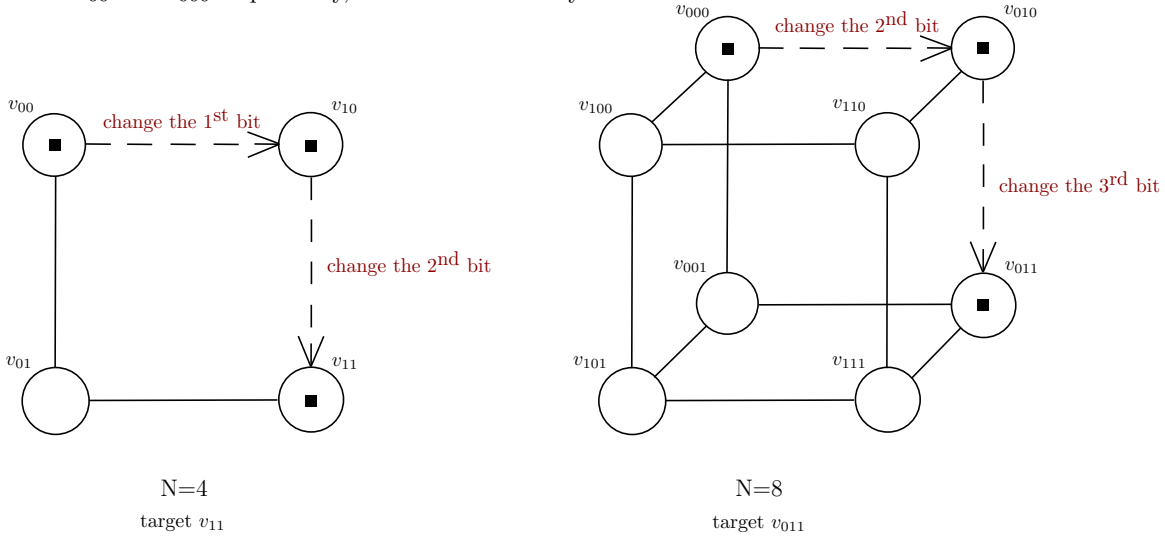 v000
v010
change the 2nd bit
v00
v10
change the 1st bit
v100
v110
change the 3rd bit
change the 2nd bit
v001
v011
v01
v11
v101
v111
N=4
target v11
N=8
target v011